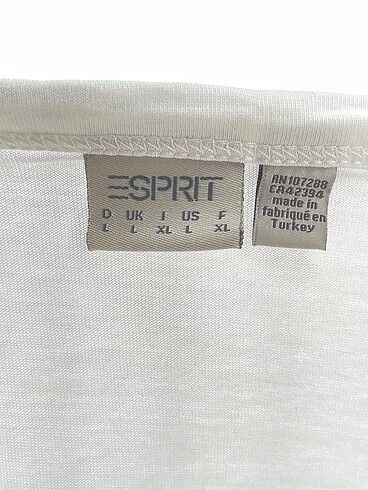 ESPRIT
D UK I US F
L L XL L XL
RN107288
CA42394
made in
fabriqué en
Turkey